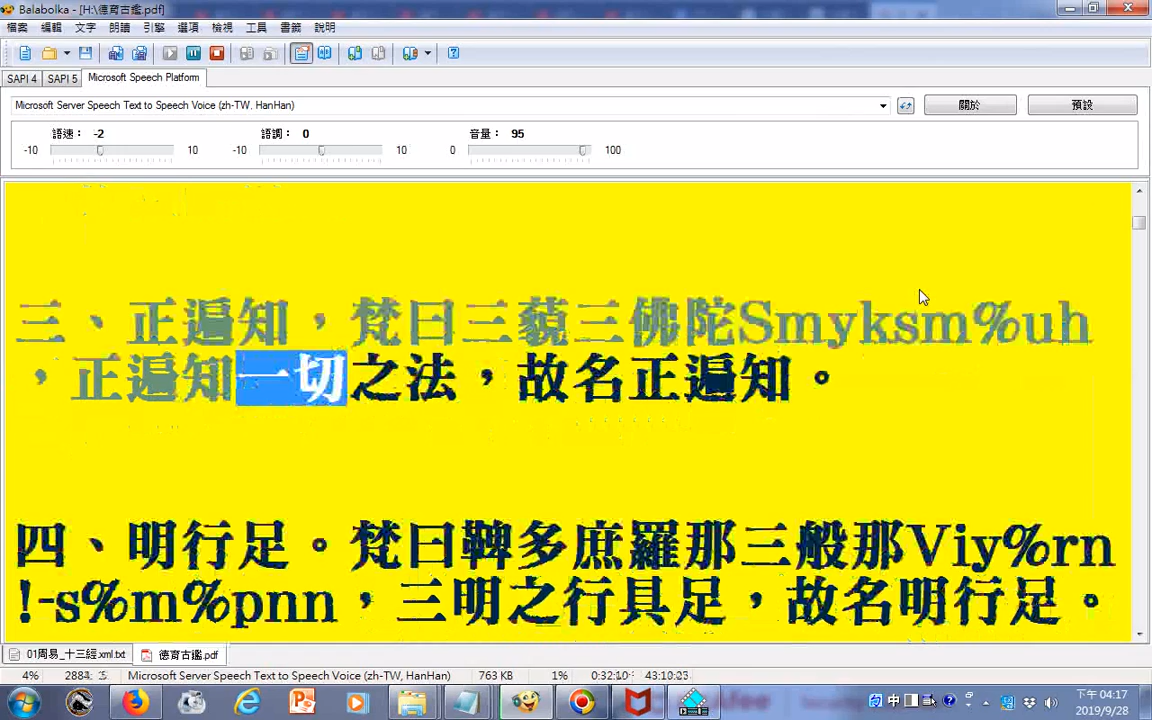 Balabolka - [H:\德育古鑑.pdf]
檔案 編輯 文字 朗讀 引擎 選項 檢視 工具 書籤 說明
SAPI 4 SAPI 5 Microsoft Speech Platform
Microsoft Server Speech Text to Speech Voice (zh-TW, HanHan) 關於 預設
語速： -2 語調： 0 音量： 95
-10 10 -10 10 0 100
三、正遍知，梵曰三藐三佛陀Smyksm%uh
，正遍知一切之法，故名正遍知。
四、明行足。梵曰鞞多庶羅那三般那Viy%rn
!-s%m%pnn，三明之行具足，故名明行足。
01周易_十三經.xml.txt 德育古鑑.pdf
4% Microsoft Server Speech Text to Speech Voice (zh-TW, HanHan) 763 KB 1% 0:32:10 43:10:23
中 下午 04:17
2019/9/28